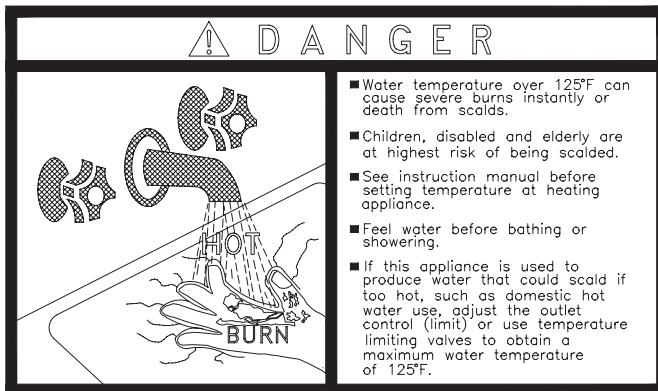 DANGER
HOT
BURN
■ Water temperature over 125°F can
cause severe burns instantly or
death from scalds.
■ Children, disabled and elderly are
at highest risk of being scalded.
■ See instruction manual before
setting temperature at heating
appliance.
■ Feel water before bathing or
showering.
■ If this appliance is used to
produce water that could scald if
too hot, such as domestic hot
water use, adjust the outlet
control (limit) or use temperature
limiting valves to obtain a
maximum water temperature
of 125°F.